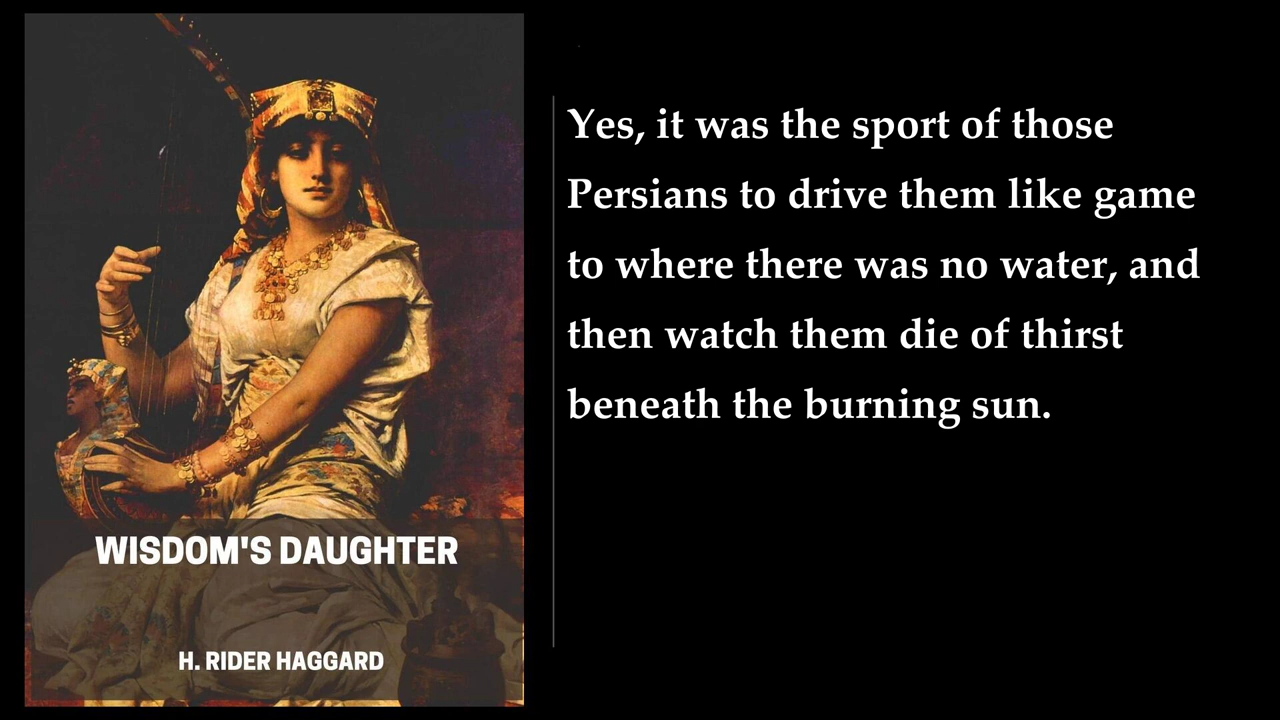 WISDOM'S DAUGHTER
H. RIDER HAGGARD
Yes, it was the sport of those
Persians to drive them like game
to where there was no water, and
then watch them die of thirst
beneath the burning sun.